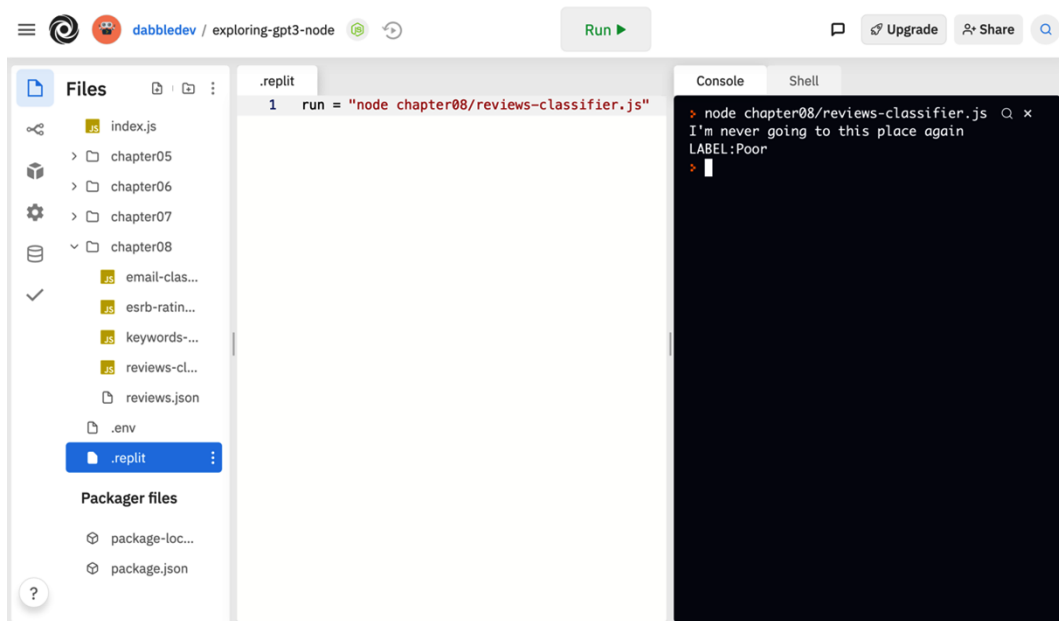 dabbledev / exploring-gpt3-node
Run
Upgrade
Share
Files
index.js
chapter05
chapter06
chapter07
chapter08
email-clas...
esrb-ratin...
keywords-...
reviews-cl...
reviews.json
.env
.replit
Packager files
package-loc...
package.json
?
.replit
1 run = "node chapter08/reviews-classifier.js"
Console Shell
node chapter08/reviews-classifier.js
I'm never going to this place again
LABEL:Poor